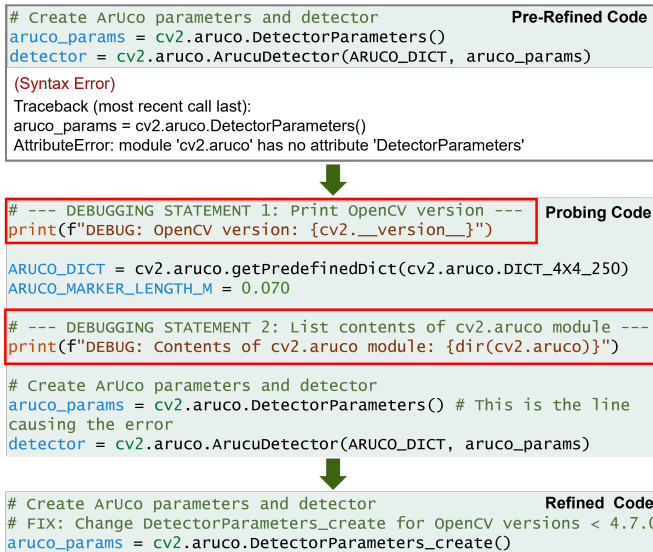 # Create ArUco parameters and detector
Pre-Refined Code
aruco_params = cv2.aruco.DetectorParameters()
detector = cv2.aruco.ArucuDetector(ARUCO_DICT, aruco_params)
(Syntax Error)
Traceback (most recent call last):
aruco_params = cv2.aruco.DetectorParameters()
AttributeError: module 'cv2.aruco' has no attribute 'DetectorParameters'
# --- DEBUGGING STATEMENT 1: Print OpenCV version ---
Probing Code
print(f"DEBUG: OpenCV version: {cv2.__version__}")
ARUCO_DICT = cv2.aruco.getPredefinedDict(cv2.aruco.DICT_4X4_250)
ARUCO_MARKER_LENGTH_M = 0.070
# --- DEBUGGING STATEMENT 2: List contents of cv2.aruco module ---
print(f"DEBUG: Contents of cv2.aruco module: {dir(cv2.aruco)}")
# Create ArUco parameters and detector
aruco_params = cv2.aruco.DetectorParameters() # This is the line
causing the error
detector = cv2.aruco.ArucuDetector(ARUCO_DICT, aruco_params)
# Create ArUco parameters and detector
Refined Code
# FIX: Change DetectorParameters_create for OpenCV versions < 4.7.0
aruco_params = cv2.aruco.DetectorParameters_create()